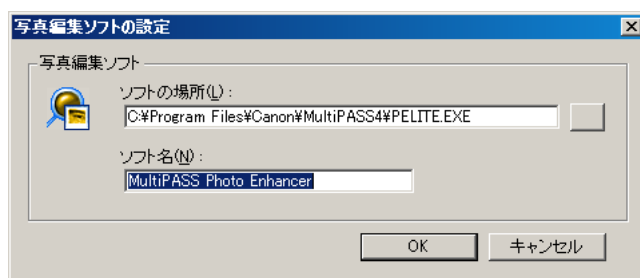 写真編集ソフトの設定
写真編集ソフト
ソフトの場所(L):
C:¥Program Files¥Canon¥MultiPASS4¥PELITE.EXE
ソフト名(N):
MultiPASS Photo Enhancer
OK
キャンセル